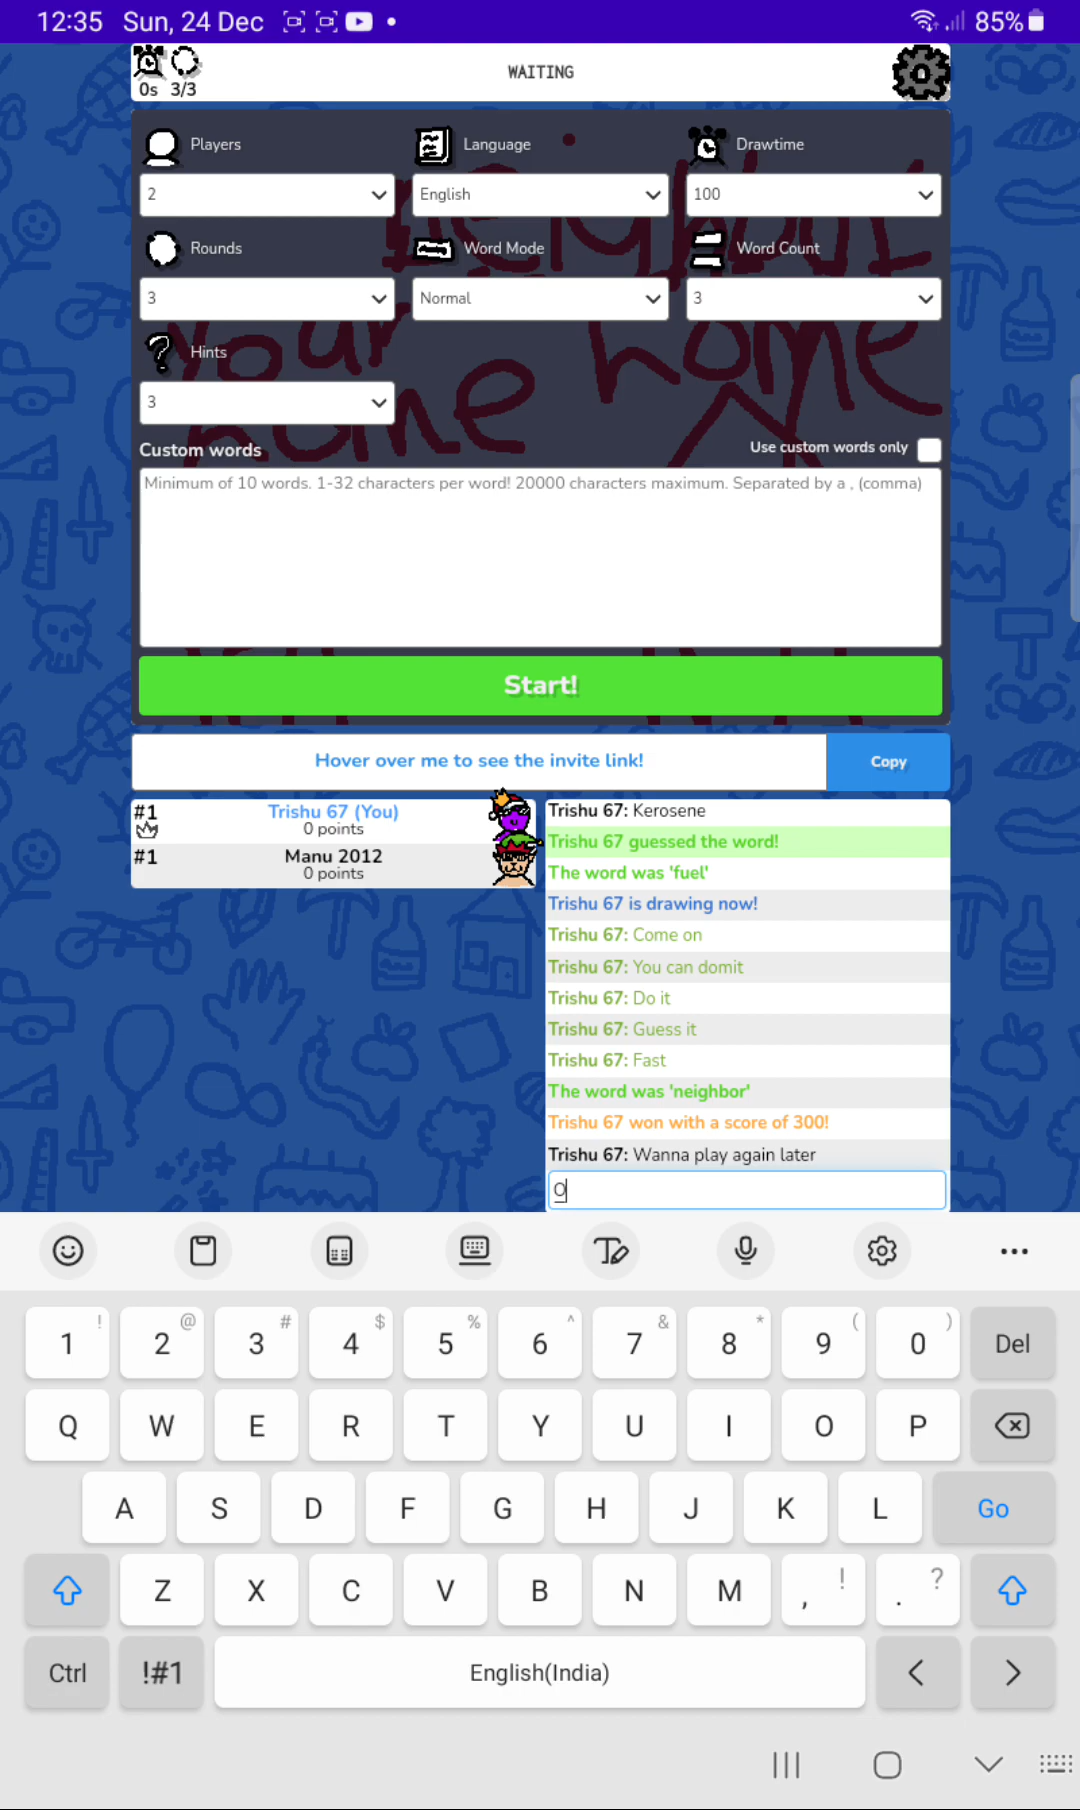 12:35 Sun, 24 Dec 85%
0s 3/3 WAITING
Players Language Drawtime
2 English 100
Rounds Word Mode Word Count
3 Normal 3
Hints
3
your home
name
Custom words Use custom words only
Minimum of 10 words. 1-32 characters per word! 20000 characters maximum. Separated by a , (comma)
Start!
Hover over me to see the invite link! Copy
#1 Trishu 67 (You)
0 points
#1 Manu 2012
0 points
Trishu 67: Kerosene
Trishu 67 guessed the word!
The word was 'fuel'
Trishu 67 is drawing now!
Trishu 67: Come on
Trishu 67: You can domit
Trishu 67: Do it
Trishu 67: Guess it
Trishu 67: Fast
The word was 'neighbor'
Trishu 67 won with a score of 300!
Trishu 67: Wanna play again later
O
1 ! 2 @ 3 # 4 $ 5 % 6 ^ 7 & 8 * 9 ( 0 ) Del
Q W E R T Y U I O P
A S D F G H J K L Go
Z X C V B N M , ! . ?
Ctrl !#1 English(India) < >